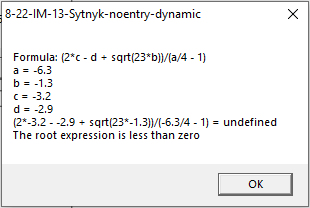 8-22-IM-13-Sytnyk-noentry-dynamic
Formula: (2*c - d + sqrt(23*b))/(a/4 - 1)
a = -6.3
b = -1.3
c = -3.2
d = -2.9
(2*-3.2 - -2.9 + sqrt(23*-1.3))/(-6.3/4 - 1) = undefined
The root expression is less than zero
OK